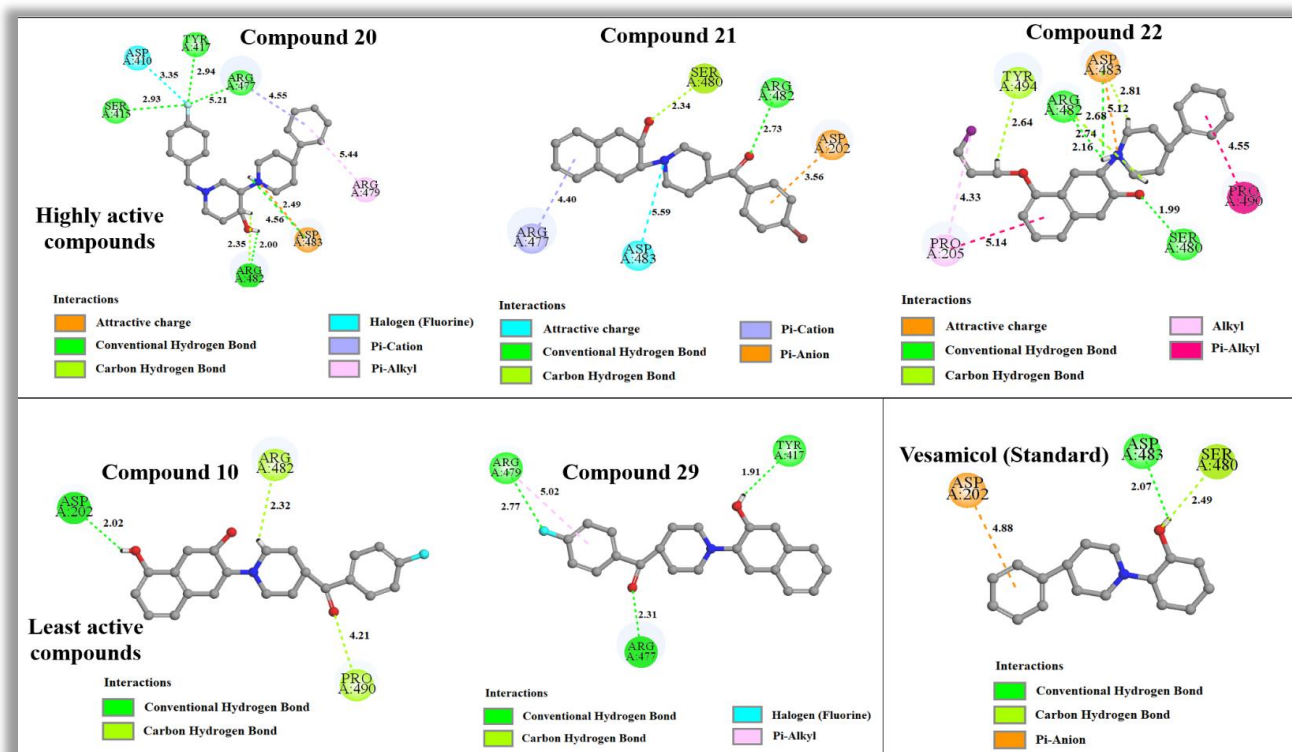 Compound 20
TYR
A:417
ASP
A:410
ARG
A:477
SER
A:415
3.35
2.94
2.93
5.21
4.55
5.44
ARG
A:479
2.49
4.56
ASP
A:483
2.35
2.00
ARG
A:482
Highly active
compounds
Interactions
Attractive charge
Conventional Hydrogen Bond
Carbon Hydrogen Bond
Halogen (Fluorine)
Pi-Cation
Pi-Alkyl
Compound 21
SER
A:480
ARG
A:482
ASP
A:202
2.34
2.73
3.56
4.40
5.59
ARG
A:477
ASP
A:483
Interactions
Attractive charge
Conventional Hydrogen Bond
Carbon Hydrogen Bond
Pi-Cation
Pi-Anion
Compound 22
TYR
A:494
ASP
A:483
ARG
A:482
2.81
5.12
2.68
2.74
2.16
2.64
4.55
PRO
A:490
4.33
1.99
PRO
A:205
5.14
SER
A:480
Interactions
Attractive charge
Conventional Hydrogen Bond
Carbon Hydrogen Bond
Alkyl
Pi-Alkyl
Compound 10
ARG
A:482
ASP
A:202
2.02
2.32
4.21
PRO
A:490
Least active
compounds
Interactions
Conventional Hydrogen Bond
Carbon Hydrogen Bond
Compound 29
ARG
A:479
TYR
A:417
5.02
2.77
1.91
2.31
ARG
A:477
Interactions
Conventional Hydrogen Bond
Carbon Hydrogen Bond
Halogen (Fluorine)
Pi-Alkyl
Vesamicol (Standard)
ASP
A:483
SER
A:480
ASP
A:202
2.07
2.49
4.88
Interactions
Conventional Hydrogen Bond
Carbon Hydrogen Bond
Pi-Anion